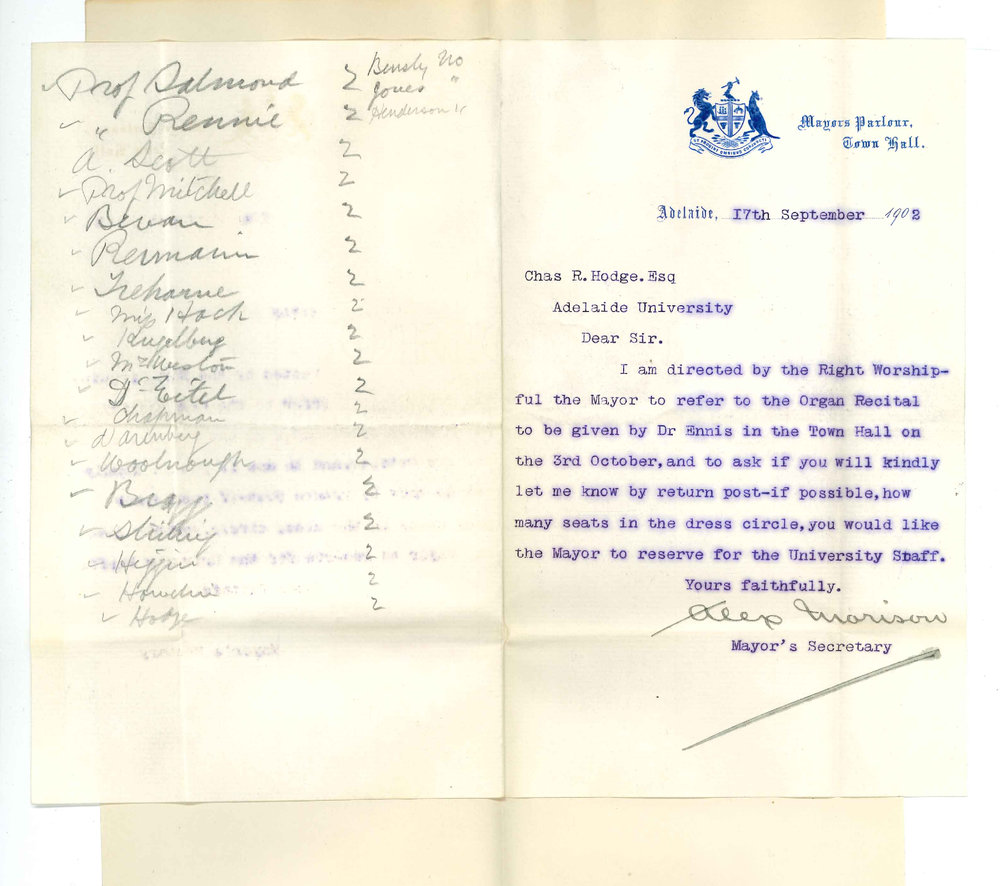 Prof Salmond 2
" Rennie 2
A. Scott 2
Prof Mitchell 2
Bevan 2
Reimann 2
Treharne 2
Miss Hack 2
Kugelberg 2
2
Dr Eitel 2
Chapman 2
Darenberg 2
Woolnough 2
Bragg 2
Stirling 2
Higgin 2
Howchin 2
Hodge 2
Bensly No
Jones "
Henderson "
Mayors Parlour,
Town Hall.
Adelaide, 17th September 1902
Chas R.Hodge.Esq
Adelaide University
Dear Sir.
I am directed by the Right Worship-
ful the Mayor to refer to the Organ Recital
to be given by Dr Ennis in the Town Hall on
the 3rd October,and to ask if you will kindly
let me know by return post-if possible,how
many seats in the dress circle,you would like
the Mayor to reserve for the University Staff.
Yours faithfully.
Alex Morison
Mayor's Secretary